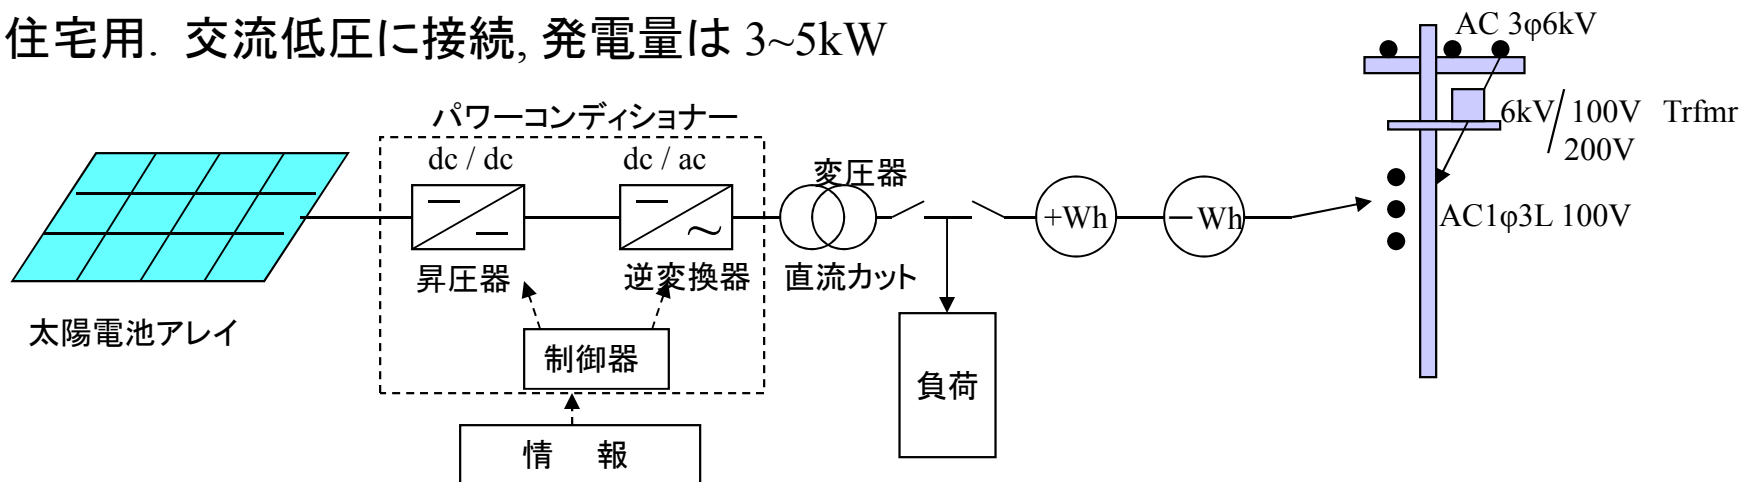 住宅用. 交流低圧に接続, 発電量は 3~5kW
AC 3φ6kV
パワーコンディショナー
6kV/100V Trfmr
200V
dc / dc
dc / ac
変圧器
+Wh
−Wh
AC1φ3L 100V
昇圧器
逆変換器
直流カット
太陽電池アレイ
制御器
負荷
情 報